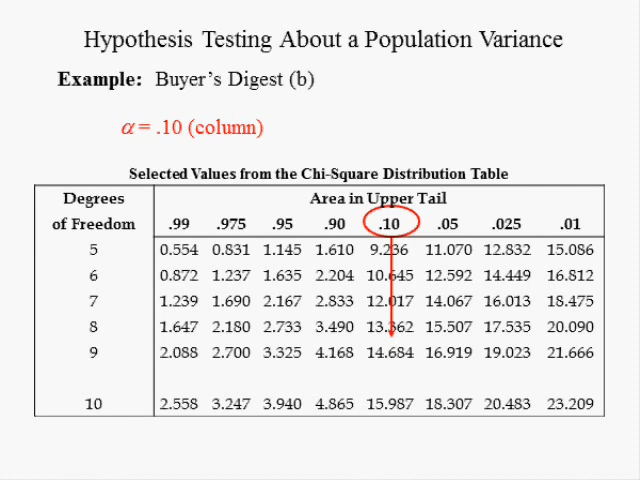 Hypothesis Testing About a Population Variance
Example: Buyer's Digest (b)
α = .10 (column)
Selected Values from the Chi-Square Distribution Table
Degrees Area in Upper Tail
of Freedom .99 .975 .95 .90 .10 .05 .025 .01
5 0.554 0.831 1.145 1.610 9.236 11.070 12.832 15.086
6 0.872 1.237 1.635 2.204 10.645 12.592 14.449 16.812
7 1.239 1.690 2.167 2.833 12.017 14.067 16.013 18.475
8 1.647 2.180 2.733 3.490 13.362 15.507 17.535 20.090
9 2.088 2.700 3.325 4.168 14.684 16.919 19.023 21.666
10 2.558 3.247 3.940 4.865 15.987 18.307 20.483 23.209